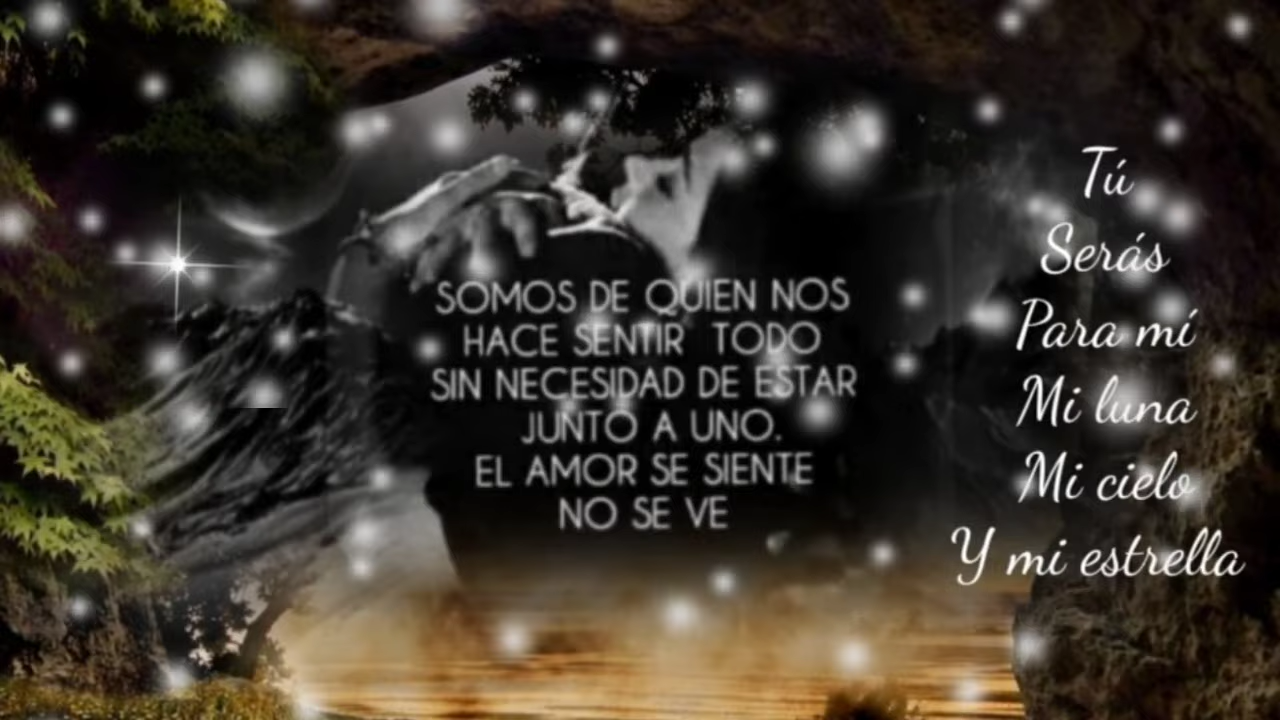 SOMOS DE QUIEN NOS
HACE SENTIR TODO
SIN NECESIDAD DE ESTAR
JUNTO A UNO.
EL AMOR SE SIENTE
NO SE VE
Tú
Serás
Para mí
Mi luna
Mi cielo
Y mi estrella